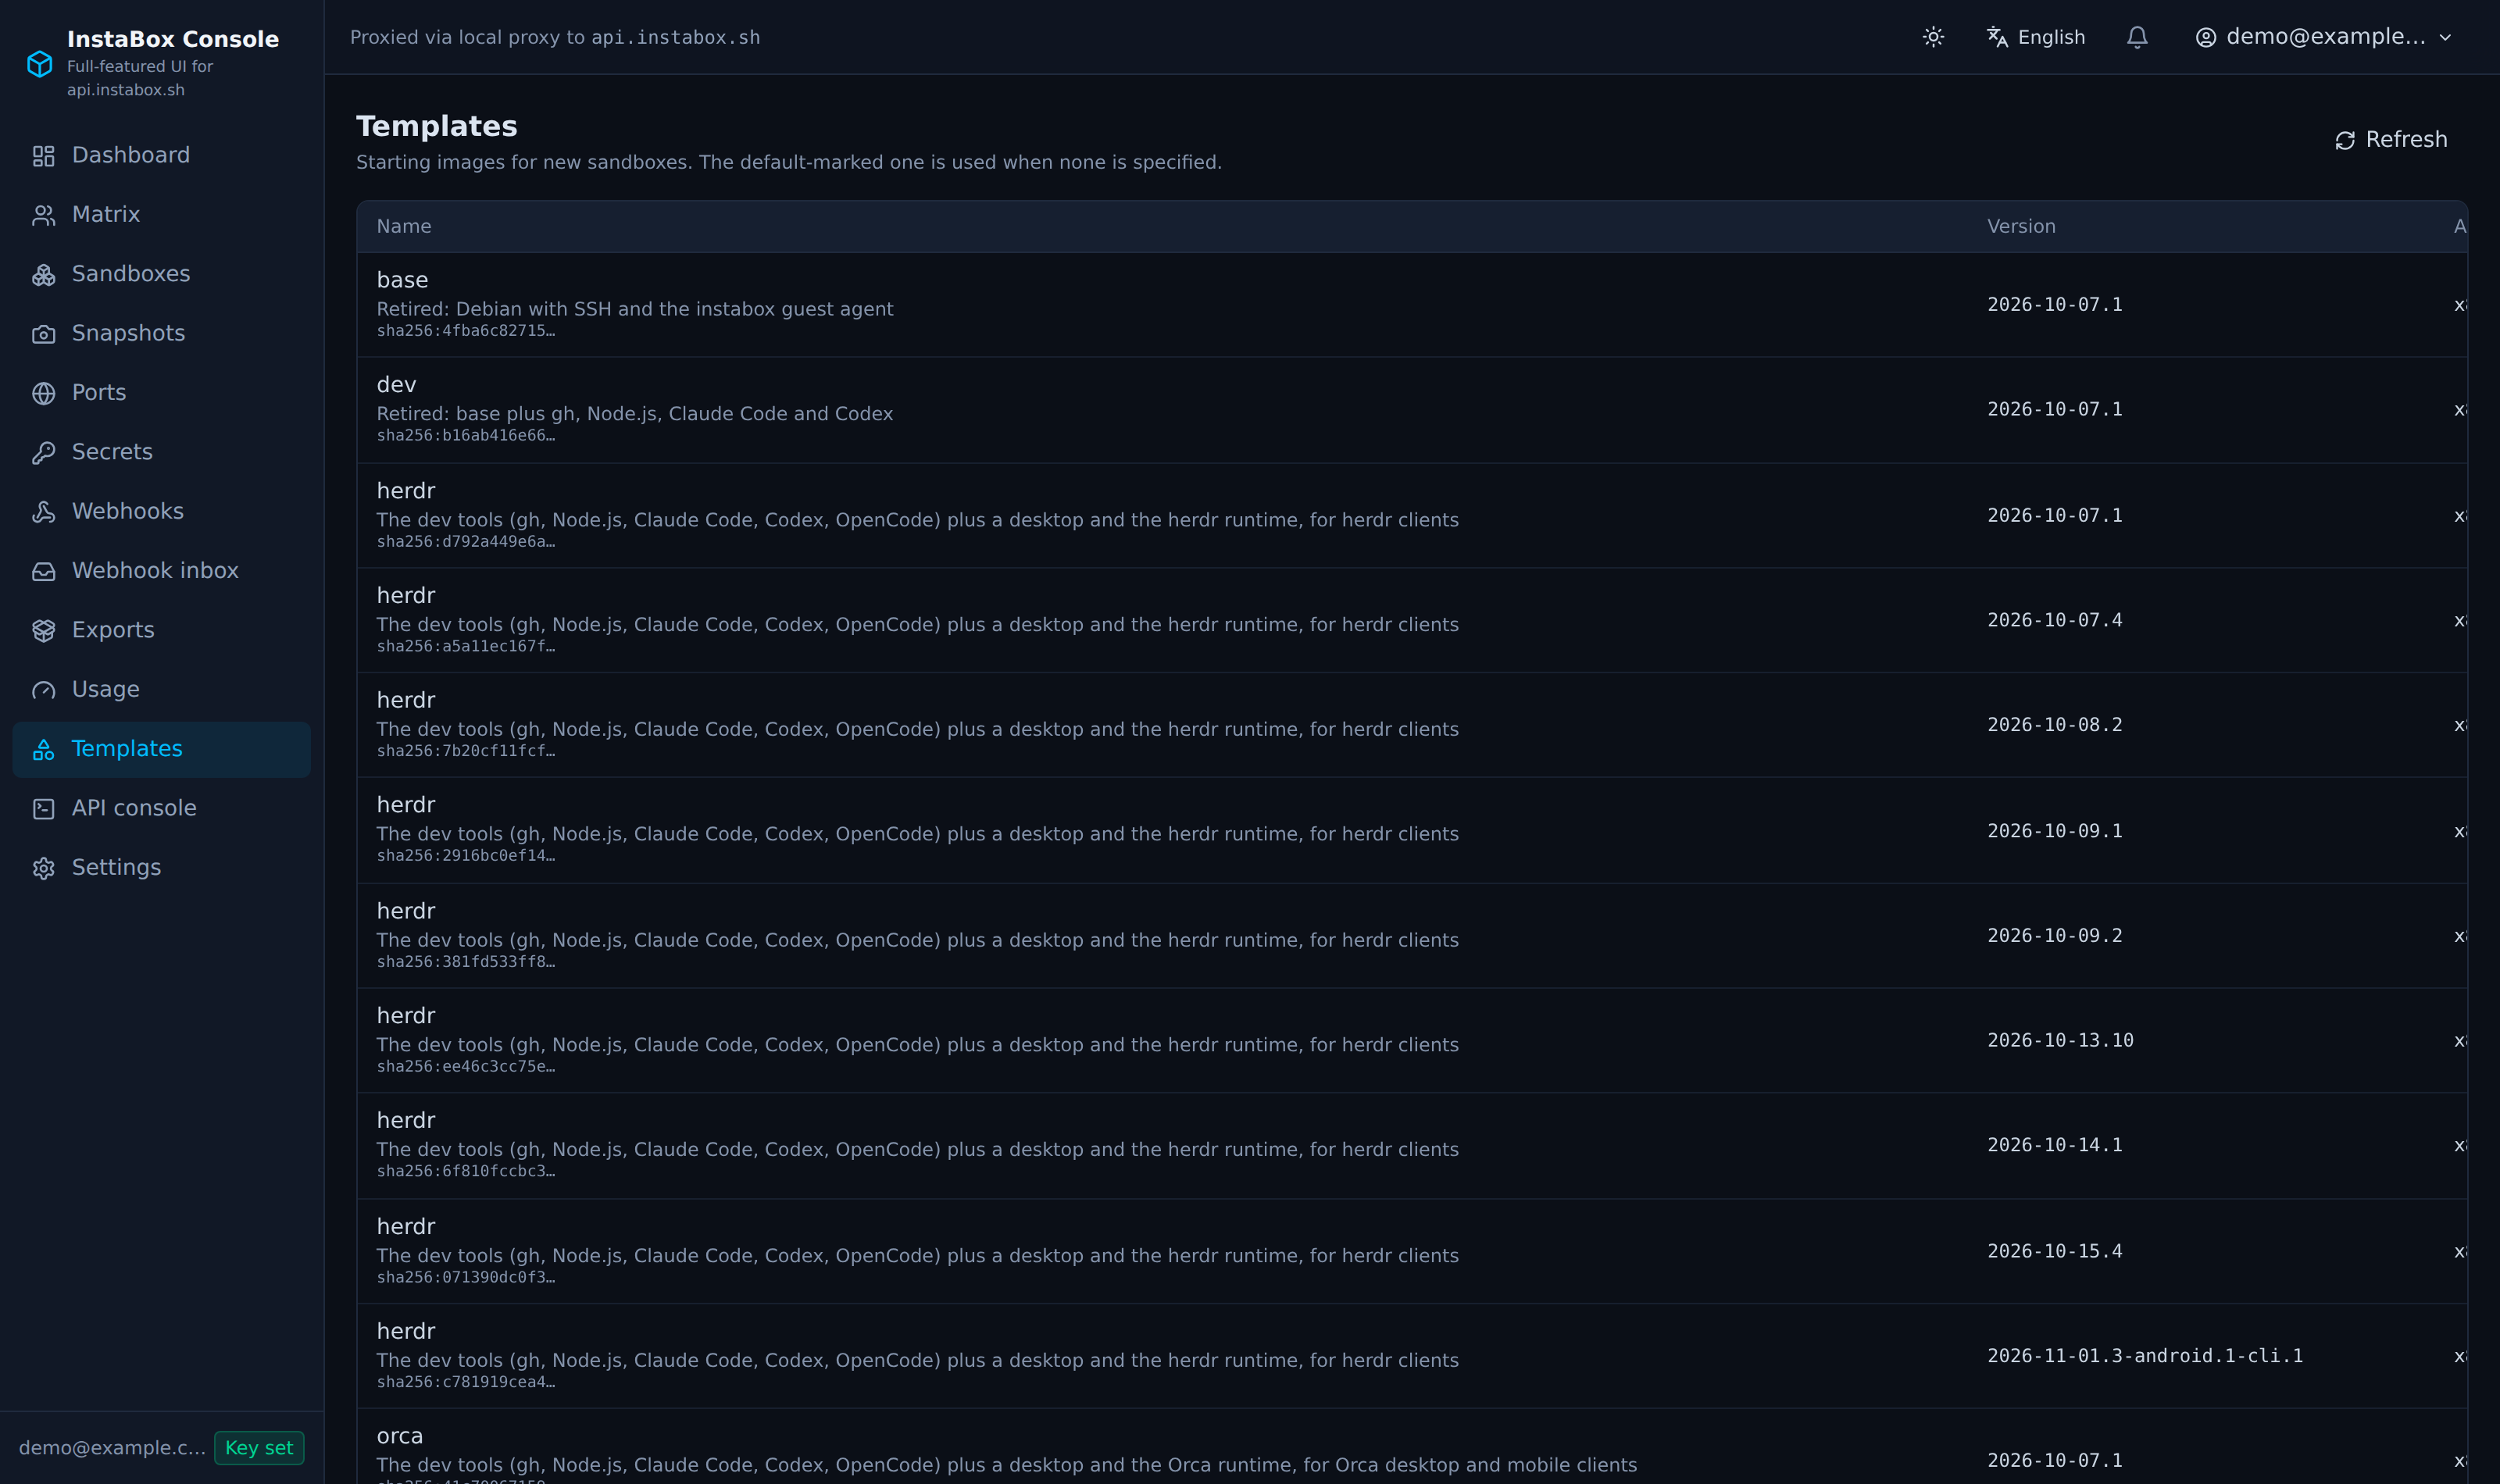 InstaBox Console
Full-featured UI for
api.instabox.sh
Dashboard
Matrix
Sandboxes
Snapshots
Ports
Secrets
Webhooks
Webhook inbox
Exports
Usage
Templates
API console
Settings
demo@example.c… Key set
Proxied via local proxy to api.instabox.sh
English
demo@example…
Templates
Starting images for new sandboxes. The default-marked one is used when none is specified.
Refresh
Name Version A
base
Retired: Debian with SSH and the instabox guest agent
sha256:4fba6c82715…
2026-10-07.1
dev
Retired: base plus gh, Node.js, Claude Code and Codex
sha256:b16ab416e66…
2026-10-07.1
herdr
The dev tools (gh, Node.js, Claude Code, Codex, OpenCode) plus a desktop and the herdr runtime, for herdr clients
sha256:d792a449e6a…
2026-10-07.1
herdr
The dev tools (gh, Node.js, Claude Code, Codex, OpenCode) plus a desktop and the herdr runtime, for herdr clients
sha256:a5a11ec167f…
2026-10-07.4
herdr
The dev tools (gh, Node.js, Claude Code, Codex, OpenCode) plus a desktop and the herdr runtime, for herdr clients
sha256:7b20cf11fcf…
2026-10-08.2
herdr
The dev tools (gh, Node.js, Claude Code, Codex, OpenCode) plus a desktop and the herdr runtime, for herdr clients
sha256:2916bc0ef14…
2026-10-09.1
herdr
The dev tools (gh, Node.js, Claude Code, Codex, OpenCode) plus a desktop and the herdr runtime, for herdr clients
sha256:381fd533ff8…
2026-10-09.2
herdr
The dev tools (gh, Node.js, Claude Code, Codex, OpenCode) plus a desktop and the herdr runtime, for herdr clients
sha256:ee46c3cc75e…
2026-10-13.10
herdr
The dev tools (gh, Node.js, Claude Code, Codex, OpenCode) plus a desktop and the herdr runtime, for herdr clients
sha256:6f810fccbc3…
2026-10-14.1
herdr
The dev tools (gh, Node.js, Claude Code, Codex, OpenCode) plus a desktop and the herdr runtime, for herdr clients
sha256:071390dc0f3…
2026-10-15.4
herdr
The dev tools (gh, Node.js, Claude Code, Codex, OpenCode) plus a desktop and the herdr runtime, for herdr clients
sha256:c781919cea4…
2026-11-01.3-android.1-cli.1
orca
The dev tools (gh, Node.js, Claude Code, Codex, OpenCode) plus a desktop and the Orca runtime, for Orca desktop and mobile clients
2026-10-07.1